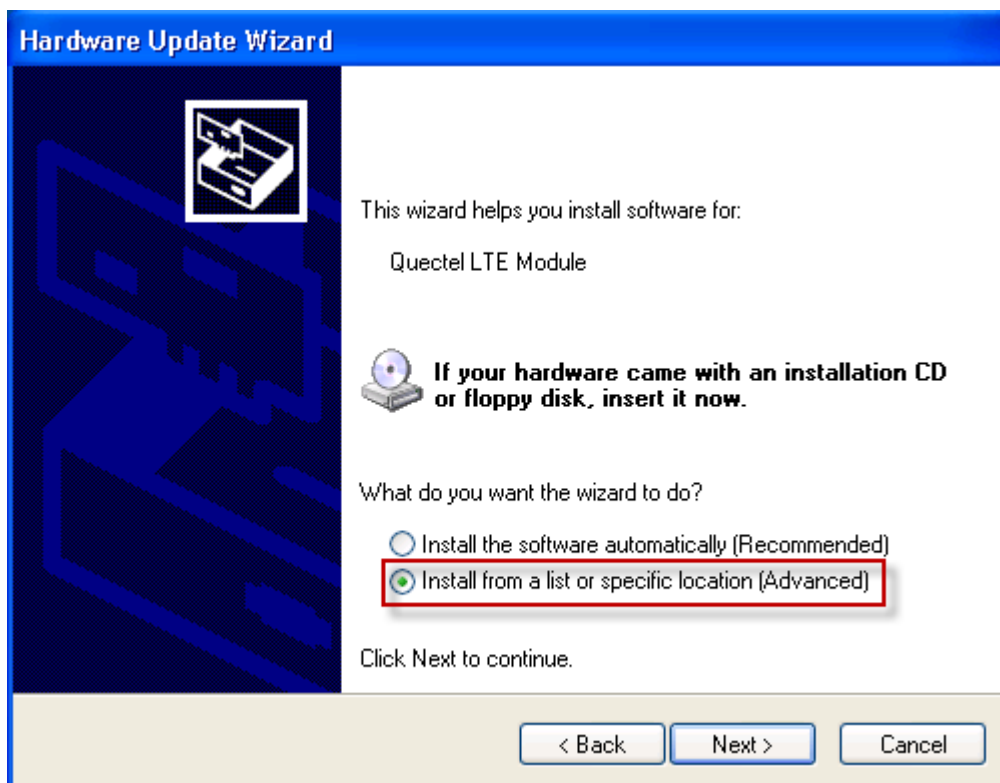 Hardware Update Wizard
This wizard helps you install software for:
Quectel LTE Module
If your hardware came with an installation CD
or floppy disk, insert it now.
What do you want the wizard to do?
Install the software automatically (Recommended)
Install from a list or specific location (Advanced)
Click Next to continue.
< Back
Next >
Cancel